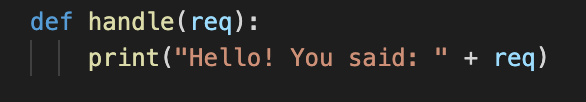 def handle(req):
    print("Hello! You said: " + req)